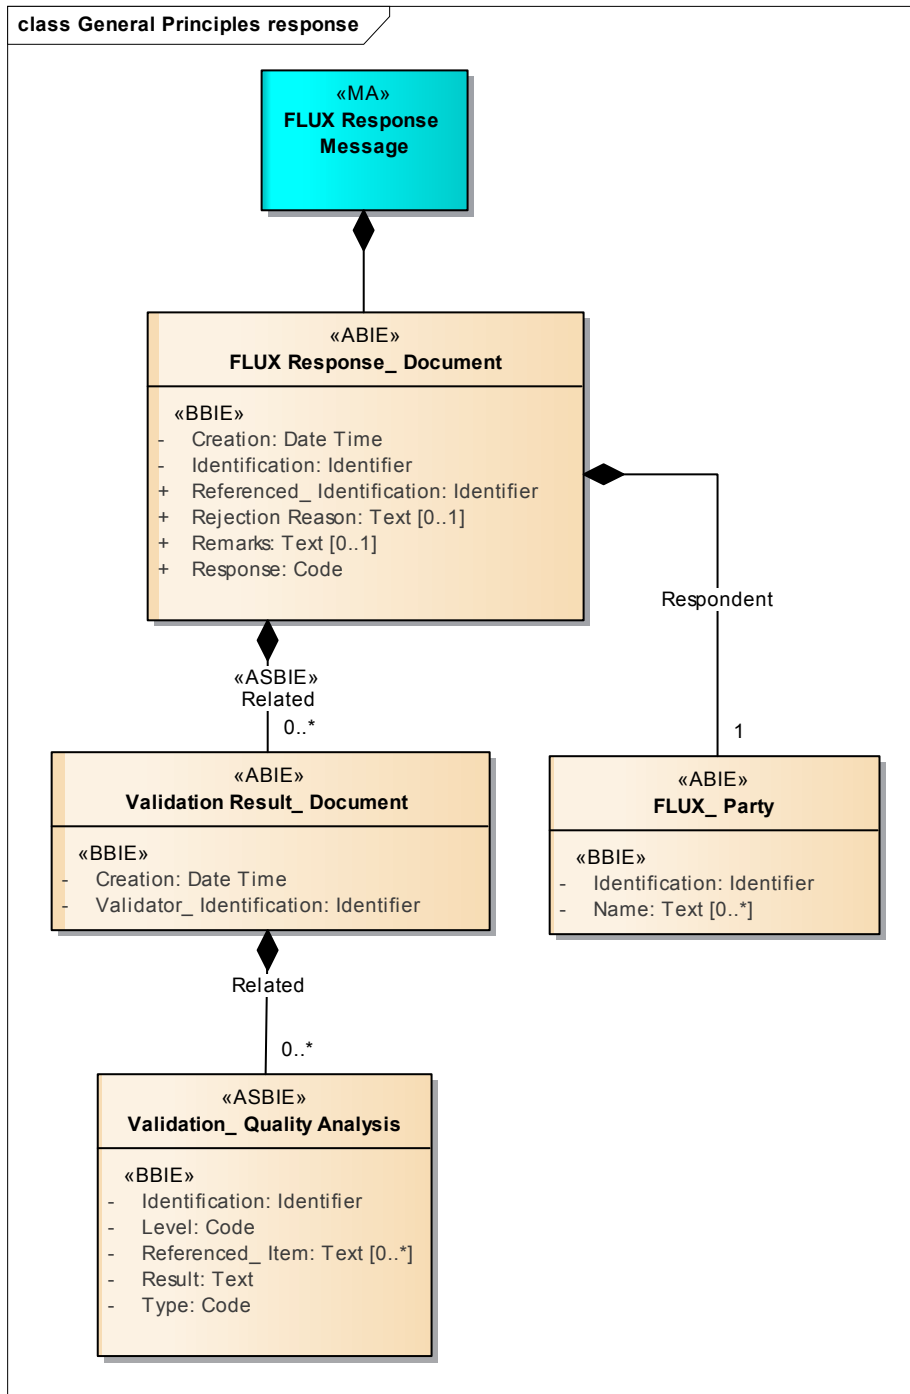 class General Principles response
«MA»
FLUX Response
Message
«ABIE»
FLUX Response_ Document
«BBIE»
- Creation: Date Time
- Identification: Identifier
+ Referenced_ Identification: Identifier
+ Rejection Reason: Text [0..1]
+ Remarks: Text [0..1]
+ Response: Code
Respondent
1
«ASBIE»
Related
0..*
«ABIE»
Validation Result_ Document
«BBIE»
- Creation: Date Time
- Validator_ Identification: Identifier
«ABIE»
FLUX_ Party
«BBIE»
- Identification: Identifier
- Name: Text [0..*]
Related
0..*
«ASBIE»
Validation_ Quality Analysis
«BBIE»
- Identification: Identifier
- Level: Code
- Referenced_ Item: Text [0..*]
- Result: Text
- Type: Code